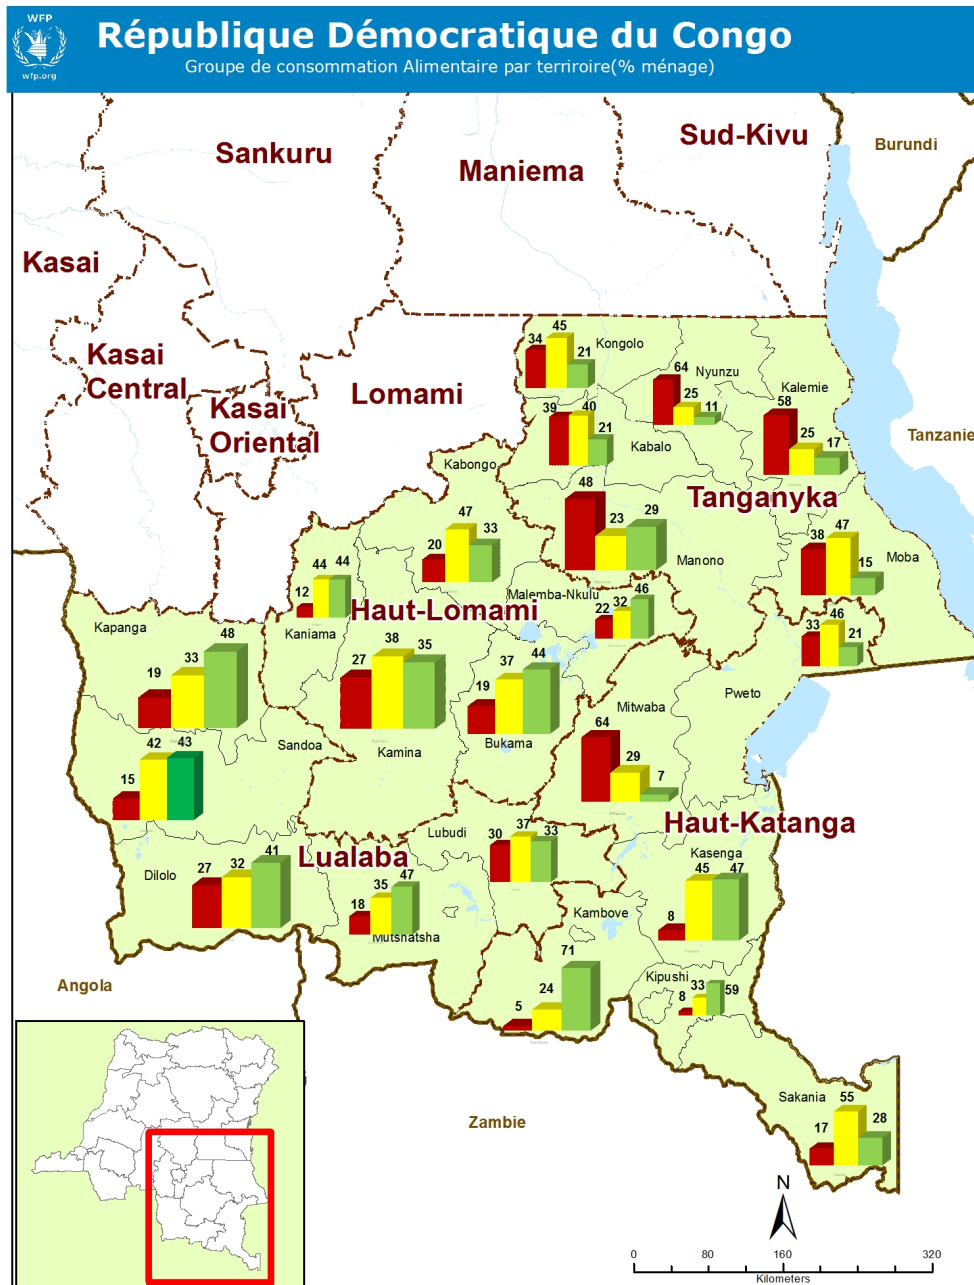 WFP
wfp.org
République Démocratique du Congo
Groupe de consommation Alimentaire par terriroire(% ménage)
Sud-Kivu
Burundi
Sankuru
Maniema
Kasai
Kasai
Central
Kasai
Oriental
Lomami
Tanzanie
34 45 21
Kongolo
64 25 11
Nyunzu
Kalemie
58 25 17
39 40 21
Kabalo
Kabongo
Tanganyika
48 23 29
Manono
20 47 33
38 47 15
Moba
12 44 44
Kaniama
Haut-Lomami
Malemba-Nkulu
22 32 46
33 46 21
Kapanga
19 33 48
27 38 35
Kamina
19 37 44
Bukama
Mitwaba
Pweto
64 29 7
Sandoa
15 42 43
Haut-Katanga
Lubudi
30 37 33
Kasenga
8 45 47
Lualaba
Dilolo
27 32 41
18 35 47
Mutshatsha
Kambove
5 24 71
Kipushi
8 33 59
Angola
Zambie
Sakania
17 55 28
N
0 80 160 320
Kilometers